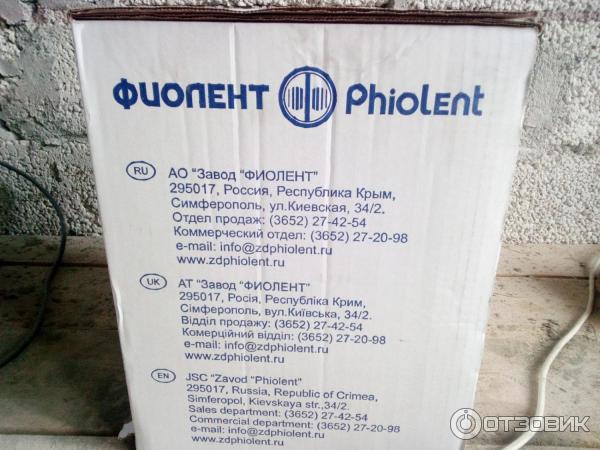 ФИОЛЕНТ Phiolent
RU АО "Завод "ФИОЛЕНТ"
295017, Россия, Республика Крым,
Симферополь, ул.Киевская, 34/2.
Отдел продаж: (3652) 27-42-54
Коммерческий отдел: (3652) 27-20-98
e-mail: info@zdphiolent.ru
www.zdphiolent.ru
UK АТ "Завод "ФИОЛЕНТ"
295017, Росія, Республіка Крим,
Сімферополь, вул.Київська, 34/2.
Відділ продажу: (3652) 27-42-54
Комерційний відділ: (3652) 27-20-98
e-mail: info@zdphiolent.ru
www.zdphiolent.ru
EN JSC "Zavod "Phiolent"
295017, Russia, Republic of Crimea,
Simferopol, Kievskaya str.,34/2.
Sales department: (3652) 27-42-54
Commercial department: (3652) 27-20-98
e-mail: info@zdphiolent.ru
www.zdphiolent.ru
ОТЗОВИК